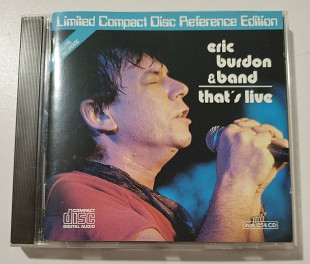 Limited Compact Disc Reference Edition
eric
burdon
& band
that's live
COMPACT
disc
DIGITAL AUDIO